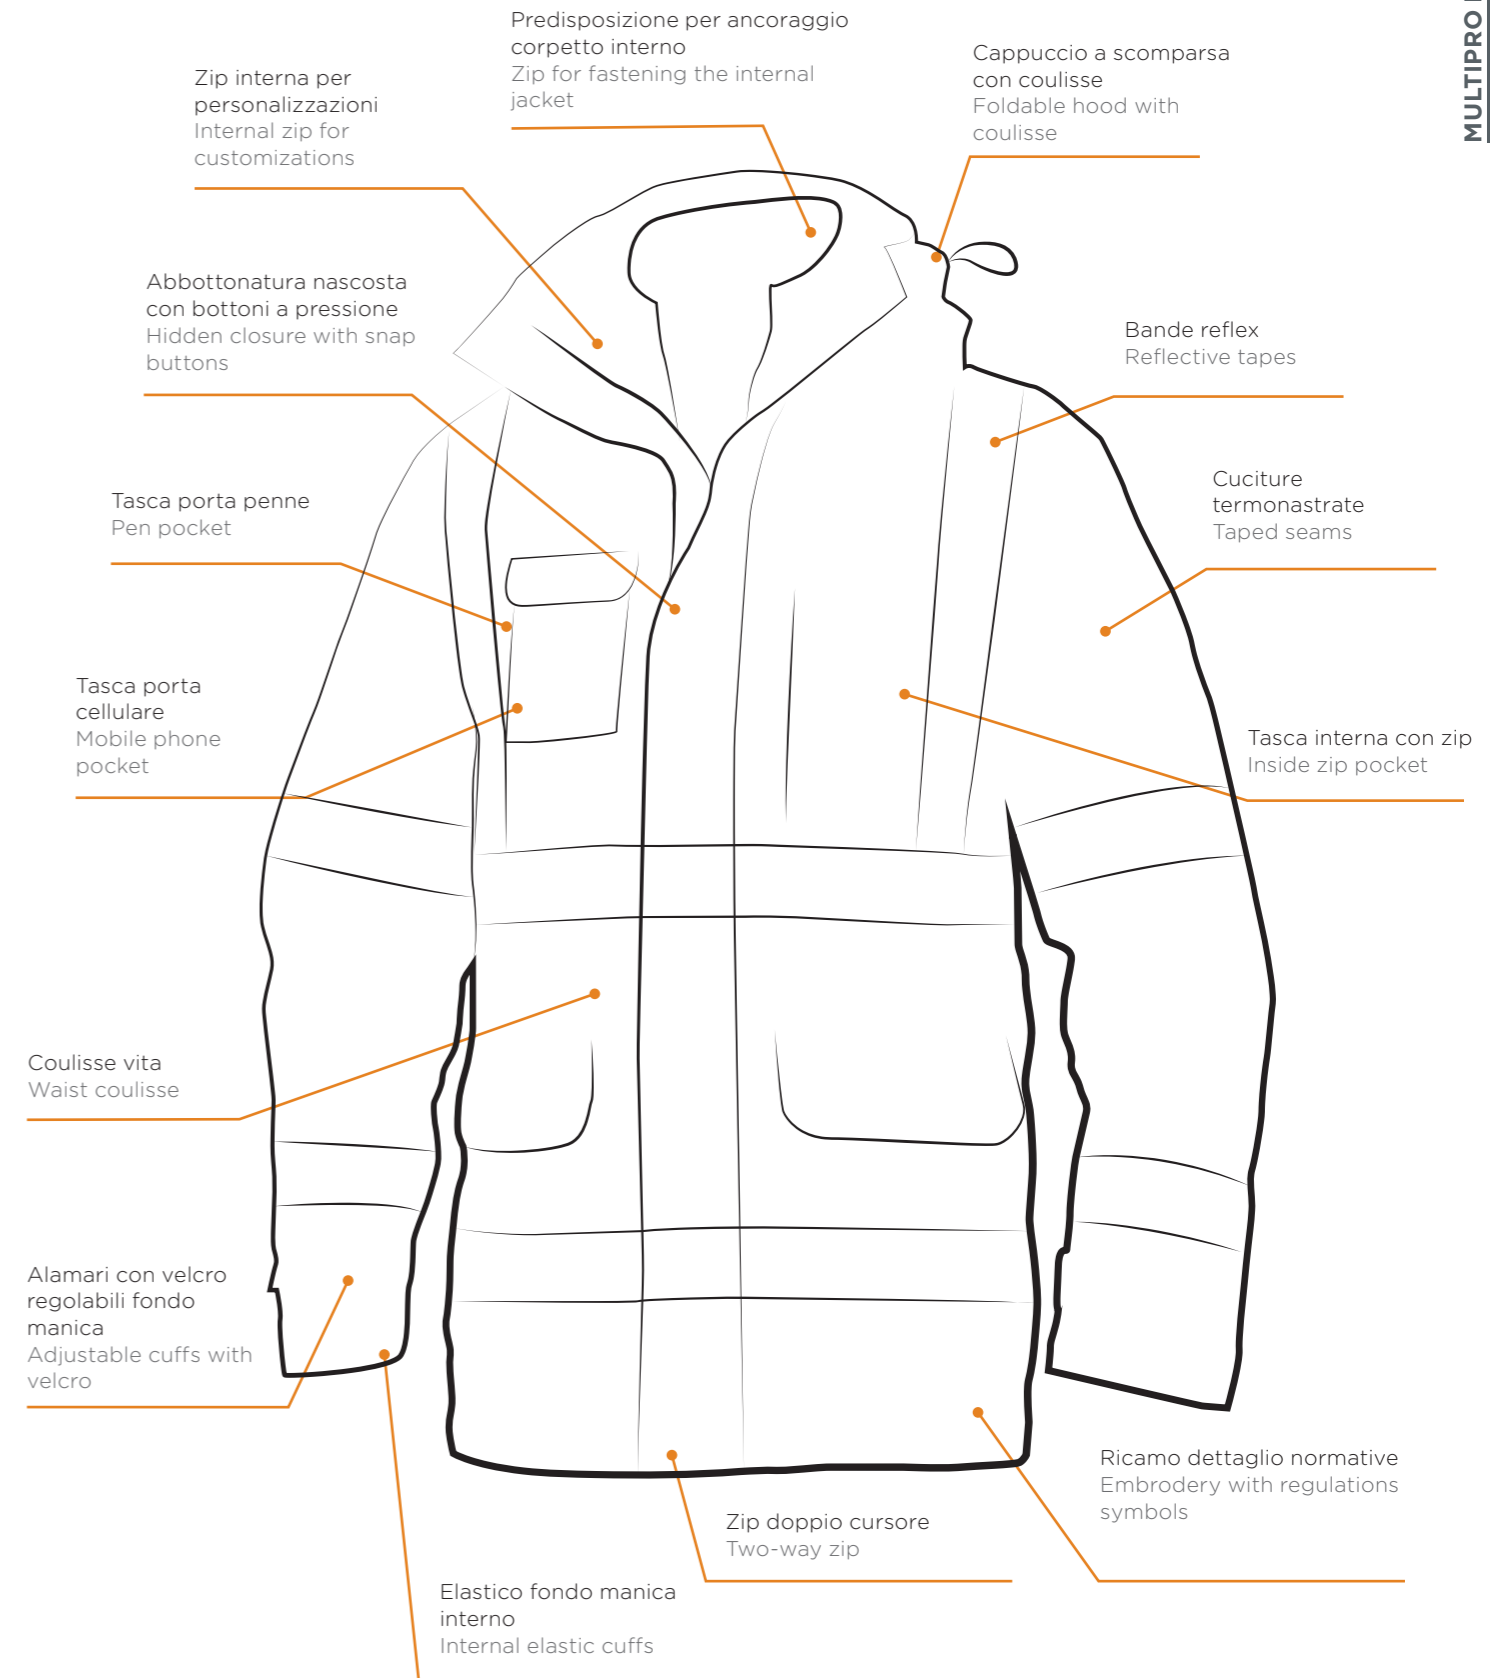 Predisposizione per ancoraggio
corpetto interno
Zip for fastening the internal
jacket
Cappuccio a scomparsa
con coulisse
Foldable hood with
coulisse
MULTIPRO
Zip interna per
personalizzazioni
Internal zip for
customizations
Abbottonatura nascosta
con bottoni a pressione
Hidden closure with snap
buttons
Bande reflex
Reflective tapes
Cuciture
termonastrate
Taped seams
Tasca porta penne
Pen pocket
Tasca porta
cellulare
Mobile phone
pocket
Tasca interna con zip
Inside zip pocket
Coulisse vita
Waist coulisse
Alamari con velcro
regolabili fondo
manica
Adjustable cuffs with
velcro
Ricamo dettaglio normative
Embrodery with regulations
symbols
Zip doppio cursore
Two-way zip
Elastico fondo manica
interno
Internal elastic cuffs